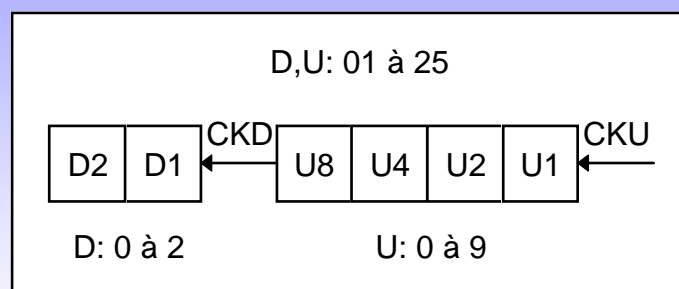 D,U: 01 à 25
CKD CKU
D2 D1 U8 U4 U2 U1
D: 0 à 2 U: 0 à 9